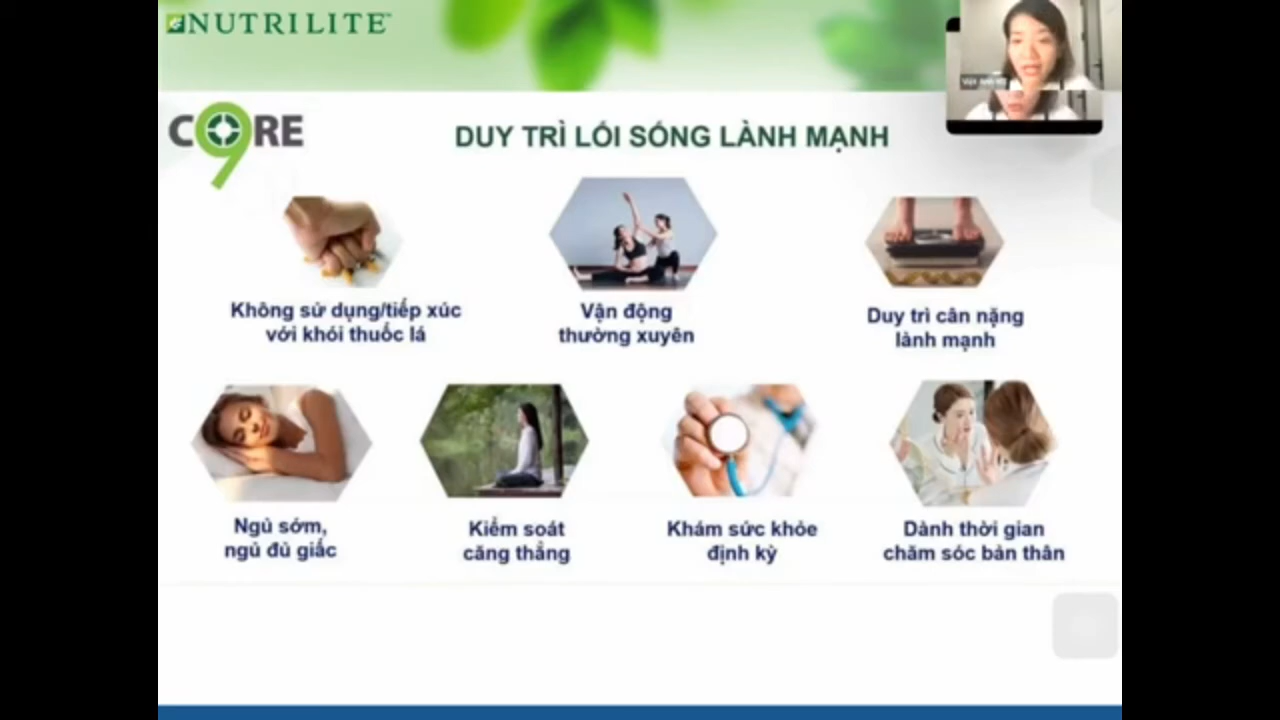 NUTRILITE™
C9RE
DUY TRÌ LỐI SỐNG LÀNH MẠNH
Không sử dụng/tiếp xúc
với khói thuốc lá
Vận động
thường xuyên
Duy trì cân nặng
lành mạnh
Ngủ sớm,
ngủ đủ giấc
Kiểm soát
căng thẳng
Khám sức khỏe
định kỳ
Dành thời gian
chăm sóc bản thân